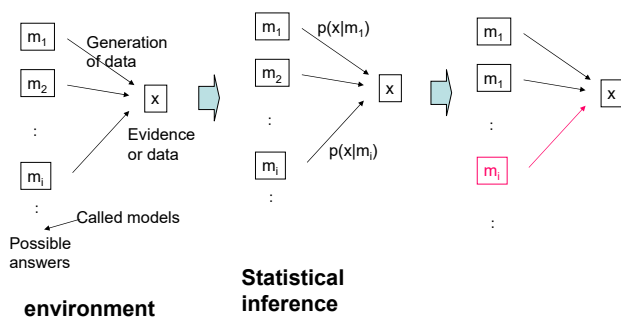 m1
Generation
of data
m2
x
:
Evidence
or data
mi
:
Called models
Possible
answers
environment
m1
p(x|m1)
m2
x
:
mi
p(x|mi)
:
Statistical
inference
m1
m1
x
:
mi
: